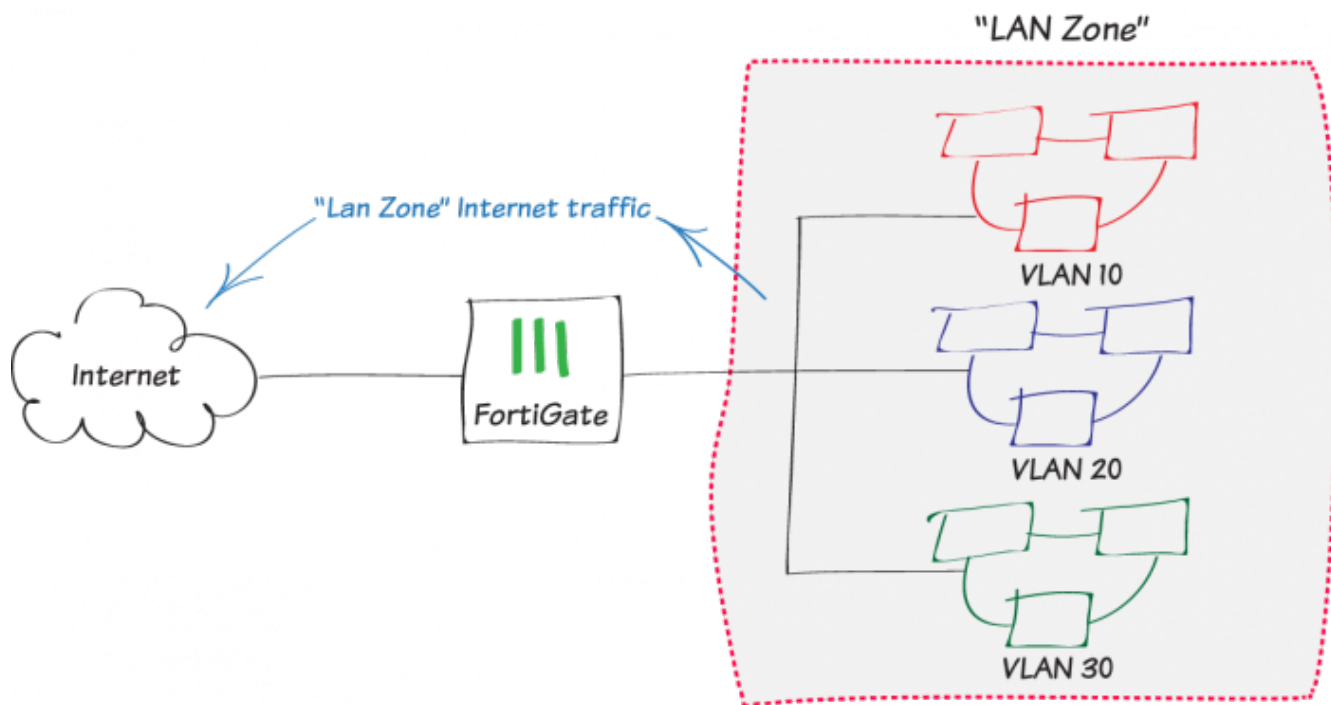 “LAN Zone”
“Lan Zone” Internet traffic
VLAN 10
Internet
FortiGate
VLAN 20
VLAN 30